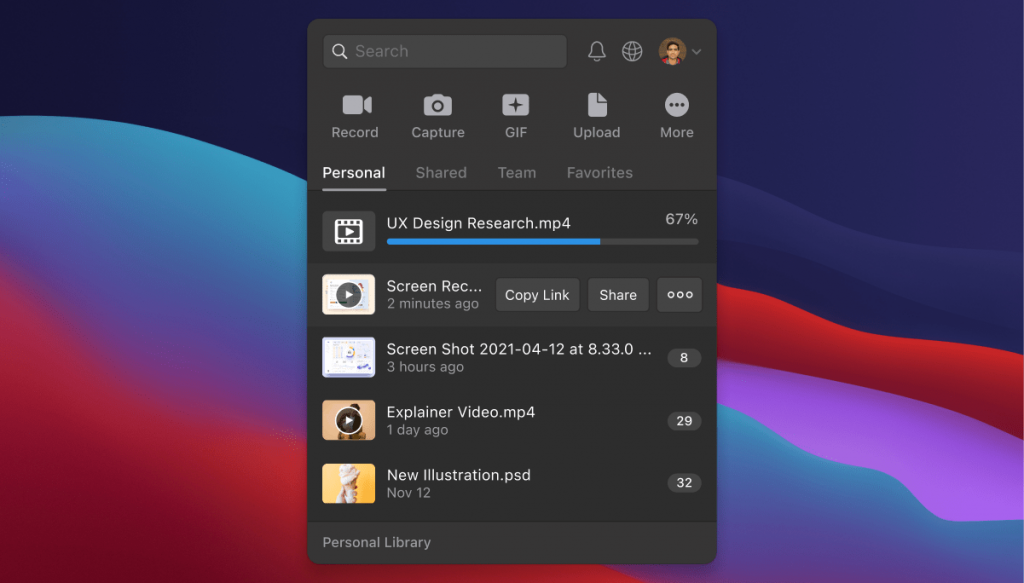 Search
Record Capture GIF Upload More
Personal Shared Team Favorites
UX Design Research.mp4 67%
Screen Rec... Copy Link Share
2 minutes ago
Screen Shot 2021-04-12 at 8.33.0 ... 8
3 hours ago
Explainer Video.mp4 29
1 day ago
New Illustration.psd 32
Nov 12
Personal Library